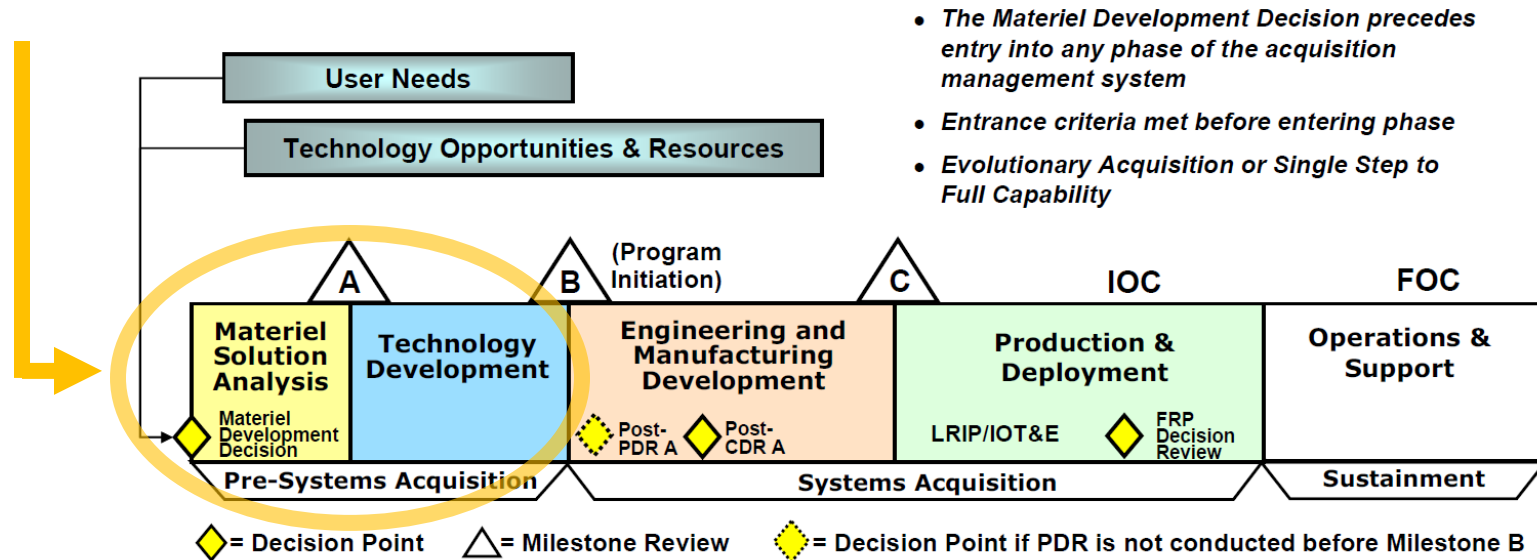 • The Materiel Development Decision precedes
entry into any phase of the acquisition
management system
• Entrance criteria met before entering phase
• Evolutionary Acquisition or Single Step to
Full Capability
User Needs
Technology Opportunities & Resources
A
B
(Program
Initiation)
C
IOC
FOC
Materiel
Solution
Analysis
Technology
Development
Engineering and
Manufacturing
Development
Production &
Deployment
Operations &
Support
Materiel
Development
Decision
Post-
PDR A
Post-
CDR A
LRIP/IOT&E
FRP
Decision
Review
Pre-Systems Acquisition
Systems Acquisition
Sustainment
= Decision Point
= Milestone Review
= Decision Point if PDR is not conducted before Milestone B